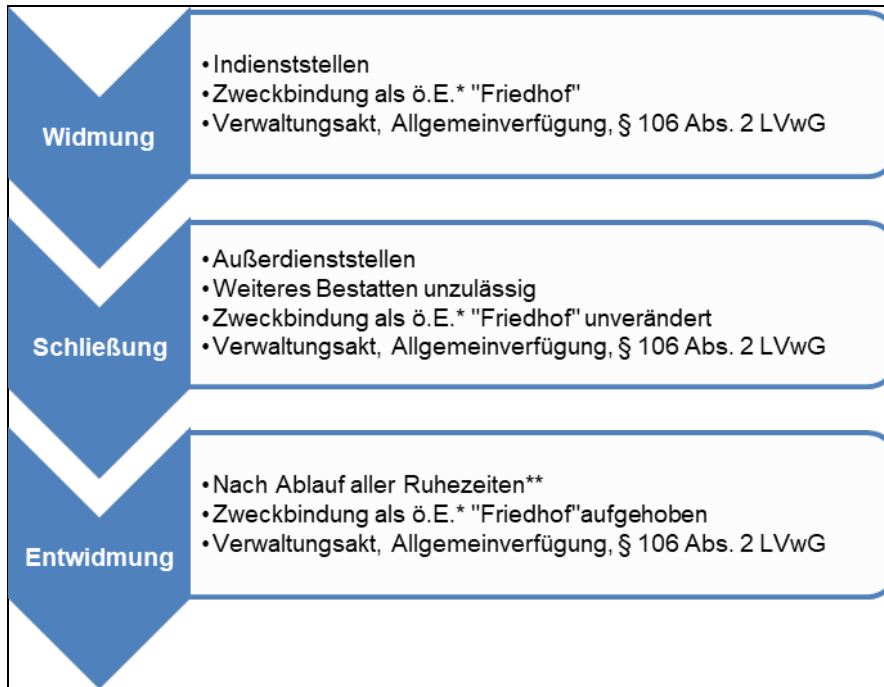 Widmung
•Indienststellen
•Zweckbindung als ö.E.* "Friedhof"
•Verwaltungsakt, Allgemeinverfügung, § 106 Abs. 2 LVwG
Schließung
•Außerdienststellen
•Weiteres Bestatten unzulässig
•Zweckbindung als ö.E.* "Friedhof" unverändert
•Verwaltungsakt, Allgemeinverfügung, § 106 Abs. 2 LVwG
Entwidmung
•Nach Ablauf aller Ruhezeiten**
•Zweckbindung als ö.E.* "Friedhof"aufgehoben
•Verwaltungsakt, Allgemeinverfügung, § 106 Abs. 2 LVwG